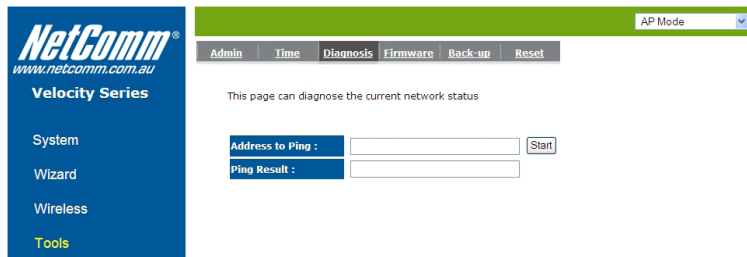 AP Mode
NetComm®
www.netcomm.com.au
Admin Time Diagnosis Firmware Back-up Reset
Velocity Series
This page can diagnose the current network status
System
Address to Ping : Start
Ping Result :
Wizard
Wireless
Tools